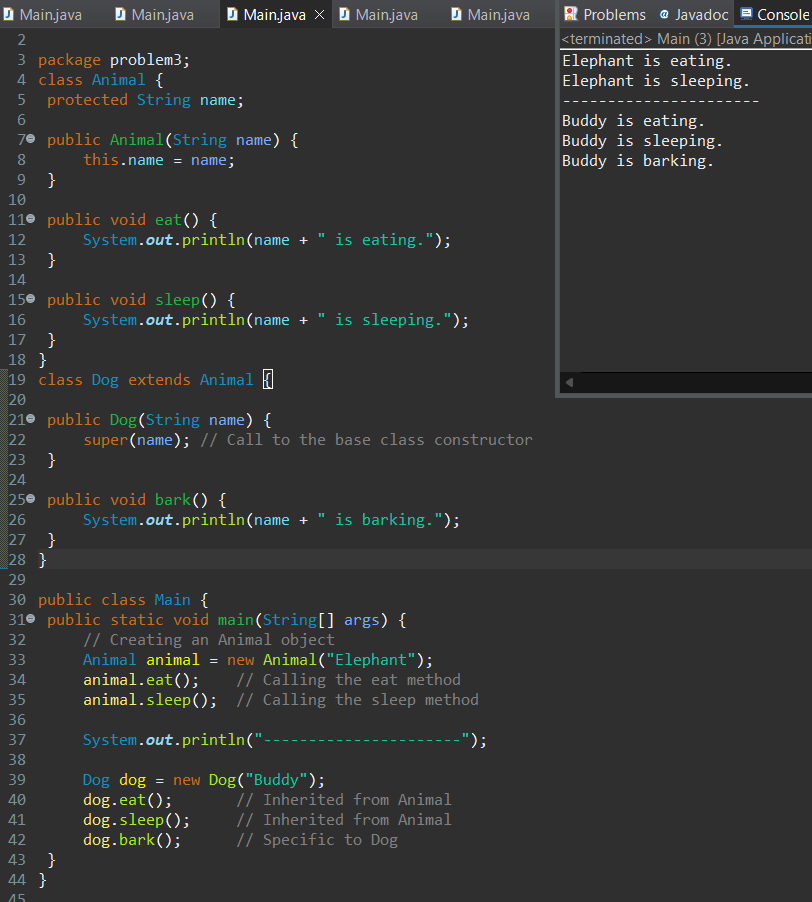 Main.java Main.java Main.java Main.java Main.java
2
3 package problem3;
4 class Animal {
5 protected String name;
6
7 public Animal(String name) {
8 this.name = name;
9 }
10
11 public void eat() {
12 System.out.println(name + " is eating.");
13 }
14
15 public void sleep() {
16 System.out.println(name + " is sleeping.");
17 }
18 }
19 class Dog extends Animal {
20
21 public Dog(String name) {
22 super(name); // Call to the base class constructor
23 }
24
25 public void bark() {
26 System.out.println(name + " is barking.");
27 }
28 }
29
30 public class Main {
31 public static void main(String[] args) {
32 // Creating an Animal object
33 Animal animal = new Animal("Elephant");
34 animal.eat(); // Calling the eat method
35 animal.sleep(); // Calling the sleep method
36
37 System.out.println("----------------------");
38
39 Dog dog = new Dog("Buddy");
40 dog.eat(); // Inherited from Animal
41 dog.sleep(); // Inherited from Animal
42 dog.bark(); // Specific to Dog
43 }
44 }
45
Problems @ Javadoc Console
<terminated> Main (3) [Java Applicati
Elephant is eating.
Elephant is sleeping.
----------------------
Buddy is eating.
Buddy is sleeping.
Buddy is barking.